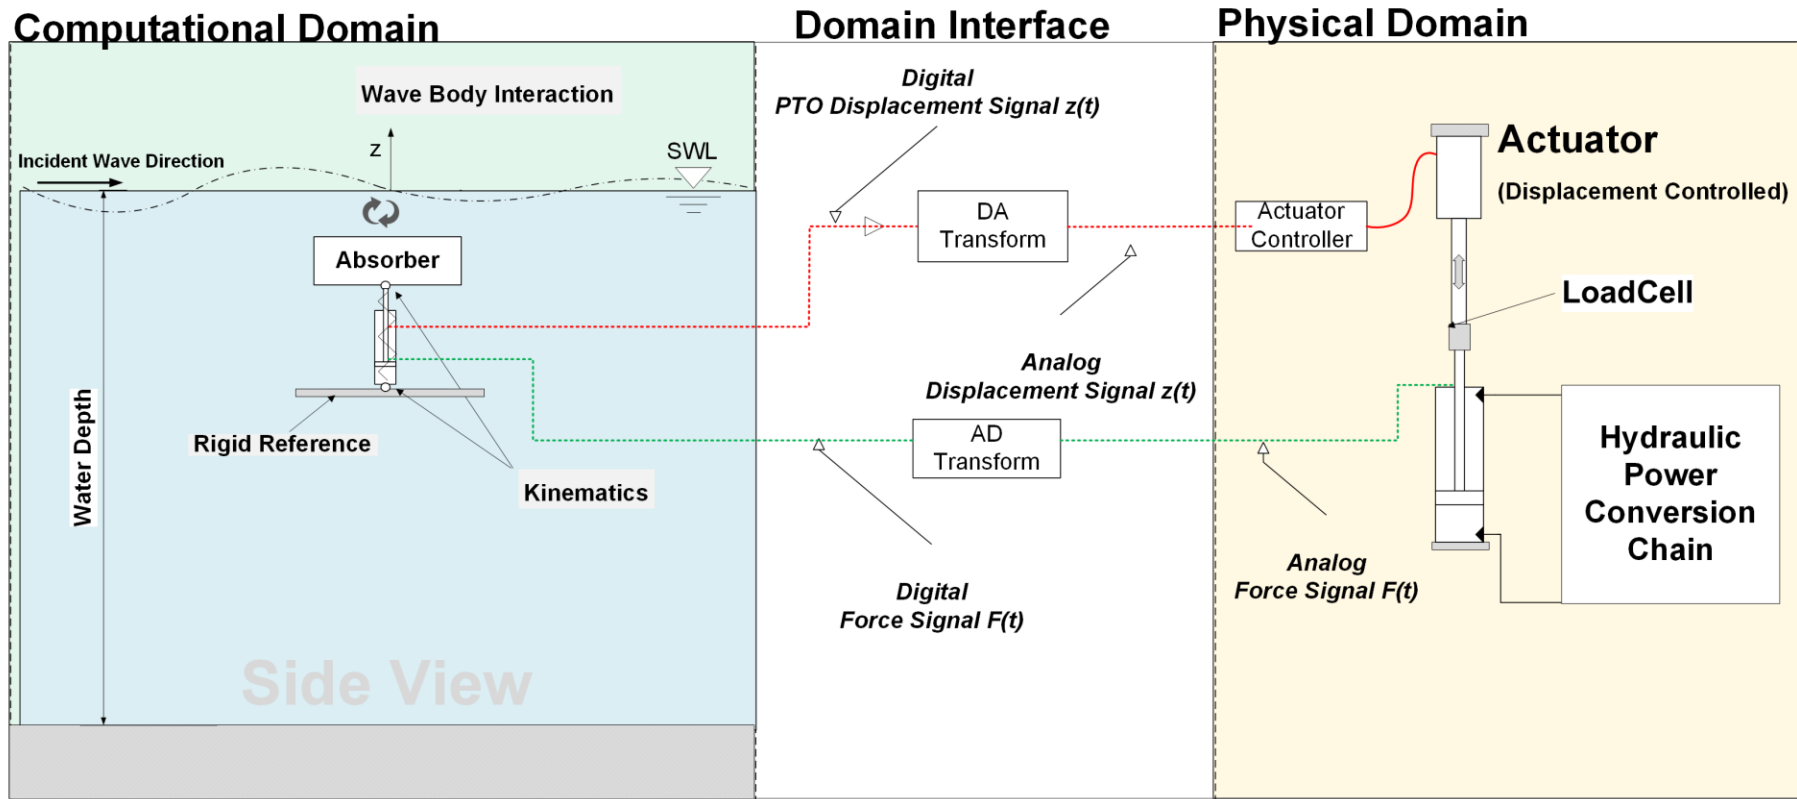 Computational Domain
Domain Interface
Physical Domain
Wave Body Interaction
z
Incident Wave Direction
SWL
Absorber
Rigid Reference
Kinematics
Water Depth
Side View
Digital
PTO Displacement Signal z(t)
DA
Transform
Analog
Displacement Signal z(t)
AD
Transform
Digital
Force Signal F(t)
Actuator
(Displacement Controlled)
Actuator
Controller
LoadCell
Hydraulic
Power
Conversion
Chain
Analog
Force Signal F(t)